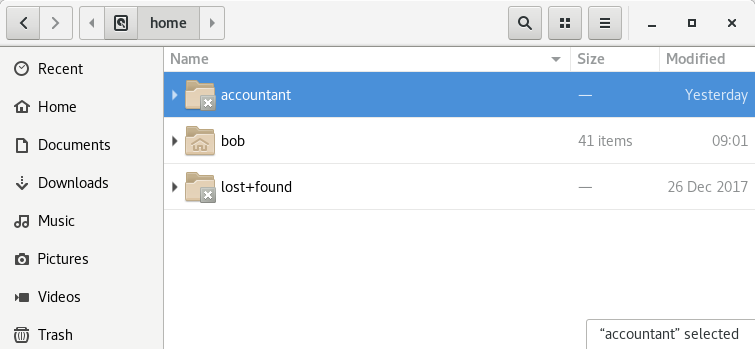 home
Name Size Modified
Recent
Home
Documents
Downloads
Music
Pictures
Videos
Trash
accountant — Yesterday
bob 41 items 09:01
lost+found — 26 Dec 2017
“accountant” selected